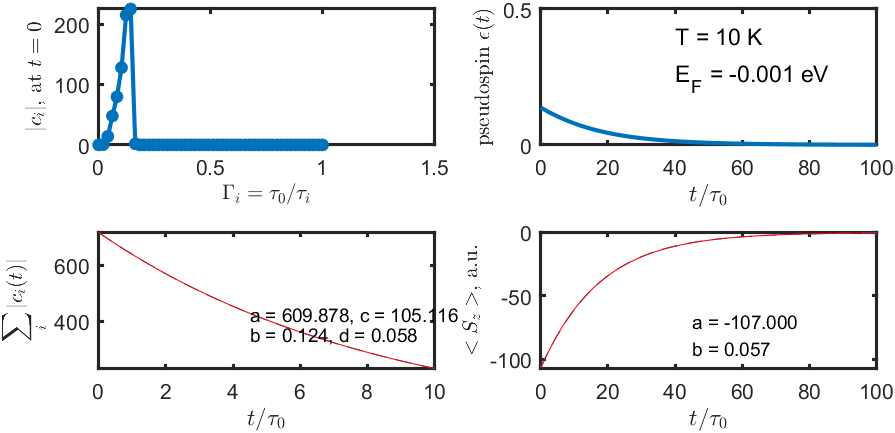 |c_i|, at t = 0
200
100
0
0
0.5
1
1.5
Γ_i = τ_0/τ_i
pseudospin ϵ(t)
0.5
0
T = 10 K
E_F = -0.001 eV
0
20
40
60
80
100
t/τ_0
∑_i |c_i(t)|
600
400
a = 609.878, c = 105.116
b = 0.124, d = 0.058
0
2
4
6
8
10
t/τ_0
< S_z >, a.u.
0
-50
-100
a = -107.000
b = 0.057
0
20
40
60
80
100
t/τ_0